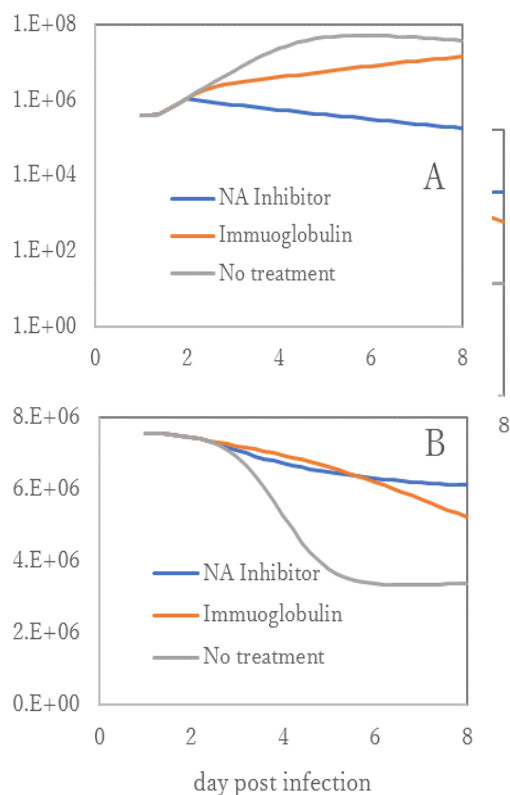 1.E+08
1.E+06
1.E+04
1.E+02
1.E+00
A
NA Inhibitor
Immuoglobulin
No treatment
0 2 4 6 8
8
8.E+06
6.E+06
4.E+06
2.E+06
0.E+00
B
NA Inhibitor
Immuoglobulin
No treatment
0 2 4 6 8
day post infection